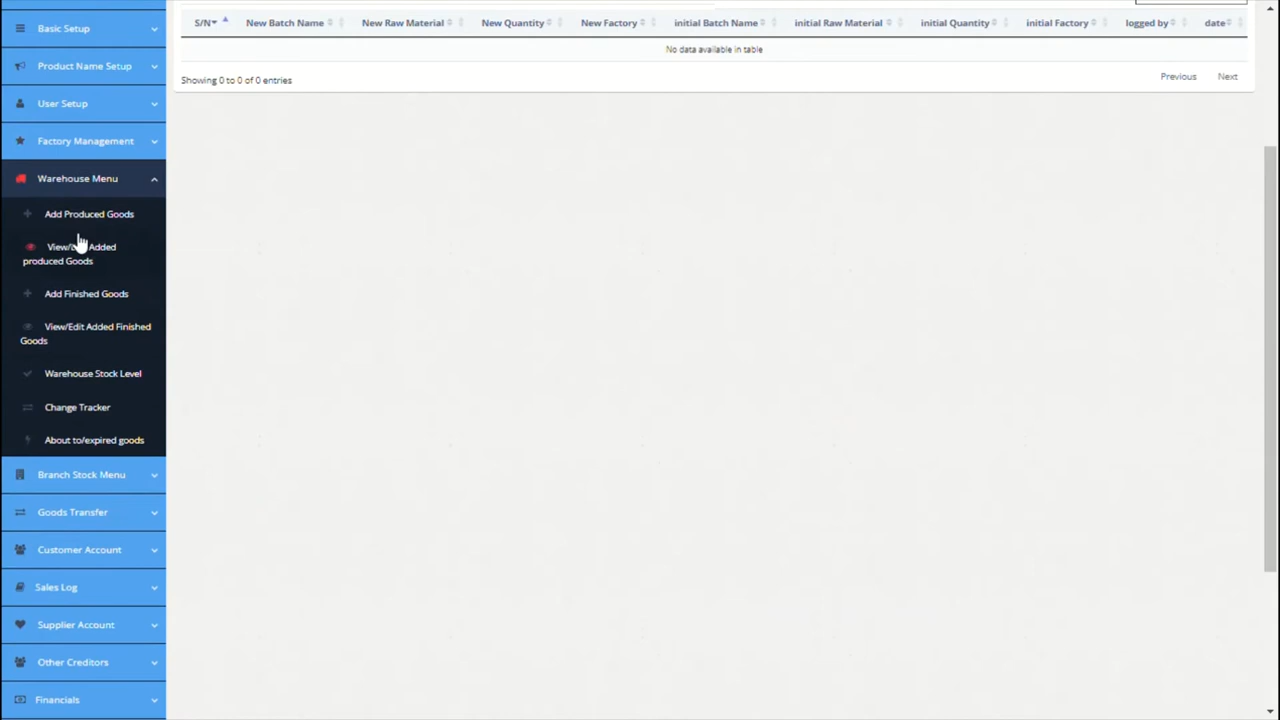 Basic Setup
Product Name Setup
User Setup
Factory Management
Warehouse Menu
Add Produced Goods
View/ Added
produced Goods
Add Finished Goods
View/Edit Added Finished
Goods
Warehouse Stock Level
Change Tracker
About to/expired goods
Branch Stock Menu
Goods Transfer
Customer Account
Sales Log
Supplier Account
Other Creditors
Financials
S/N New Batch Name New Raw Material New Quantity New Factory initial Batch Name initial Raw Material initial Quantity initial Factory logged by date
No data available in table
Showing 0 to 0 of 0 entries
Previous Next